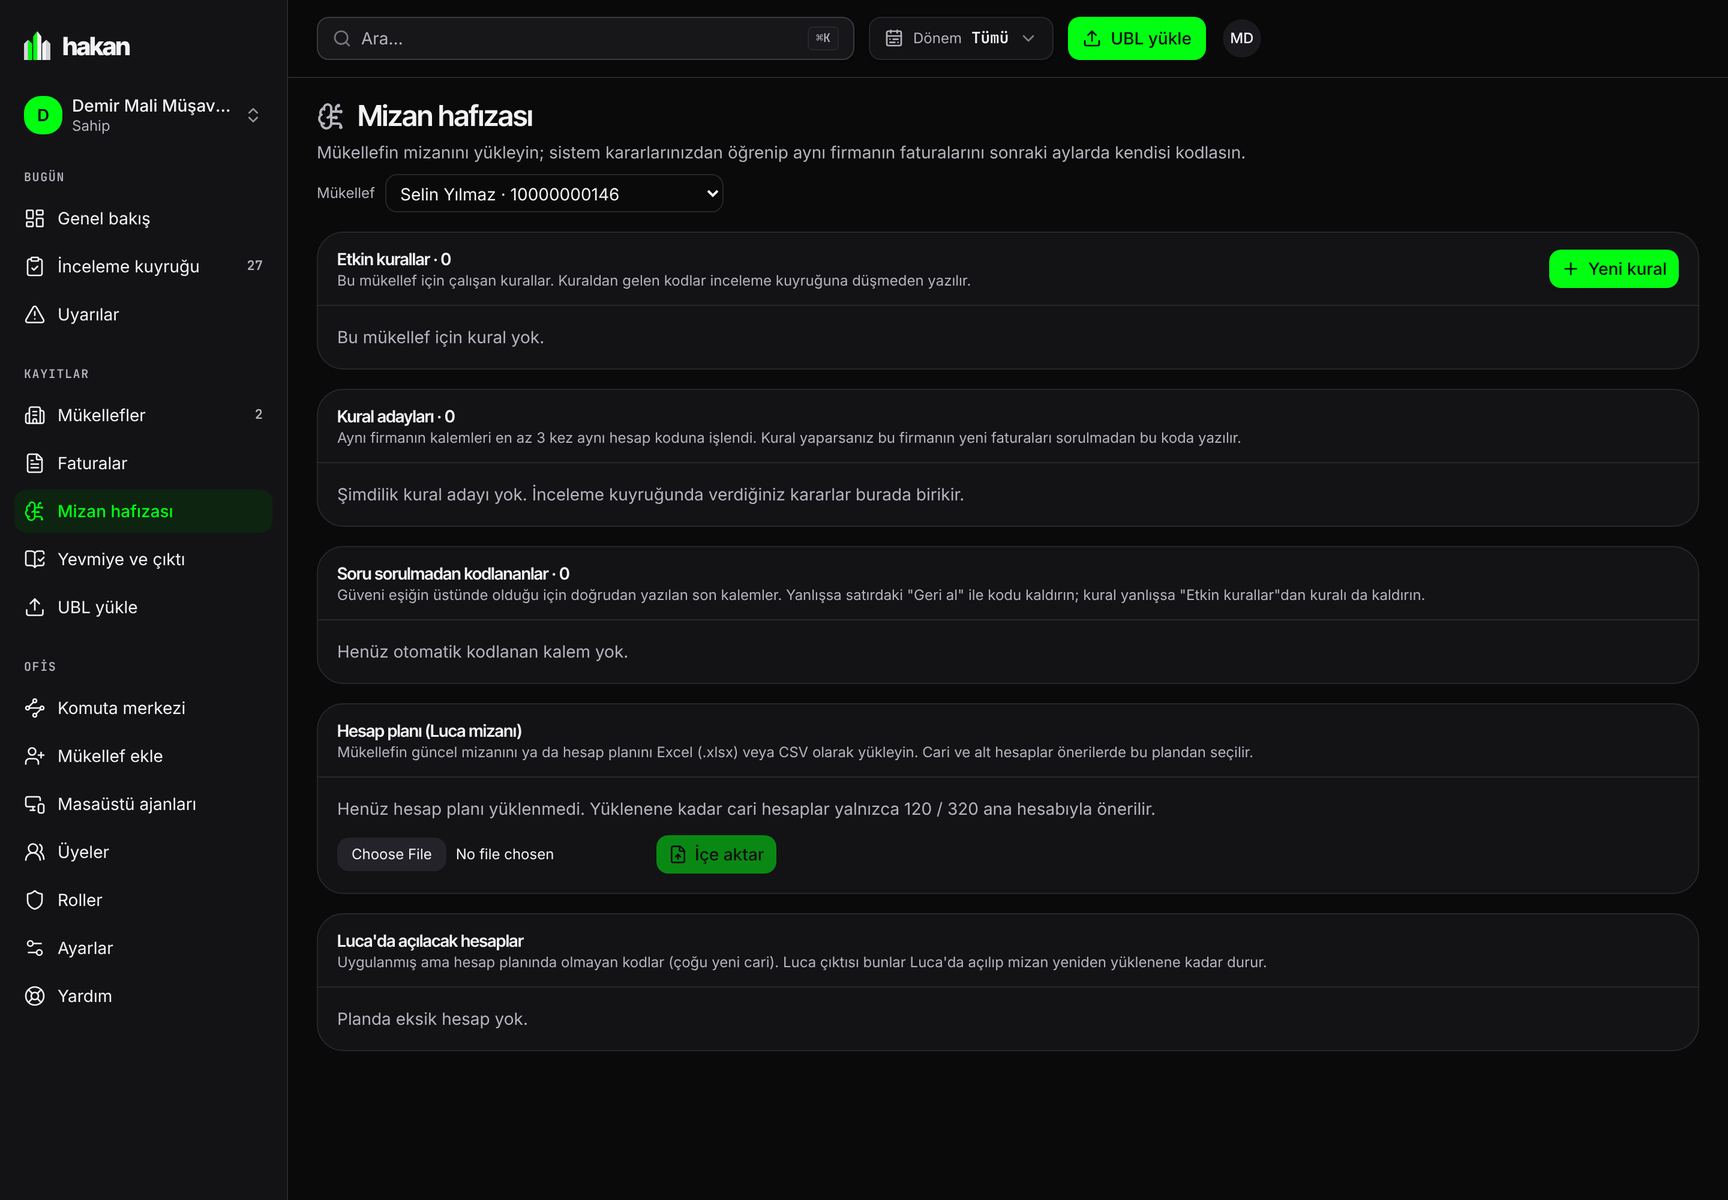 hakan
Demir Mali Müşav...
Sahip
D
BUGÜN
Genel bakış
İnceleme kuyruğu 27
Uyarılar
KAYITLAR
Mükellefler 2
Faturalar
Mizan hafızası
Yevmiye ve çıktı
UBL yükle
OFİS
Komuta merkezi
Mükellef ekle
Masaüstü ajanları
Üyeler
Roller
Ayarlar
Yardım
Ara... ⌘K
Dönem Tümü
UBL yükle
MD
Mizan hafızası
Mükellefin mizanını yükleyin; sistem kararlarınızdan öğrenip aynı firmanın faturalarını sonraki aylarda kendisi kodlasın.
Mükellef Selin Yılmaz · 10000000146
Etkin kurallar · 0
Bu mükellef için çalışan kurallar. Kuraldan gelen kodlar inceleme kuyruğuna düşmeden yazılır.
Yeni kural
Bu mükellef için kural yok.
Kural adayları · 0
Aynı firmanın kalemleri en az 3 kez aynı hesap koduna işlendi. Kural yaparsanız bu firmanın yeni faturaları sorulmadan bu koda yazılır.
Şimdilik kural adayı yok. İnceleme kuyruğunda verdiğiniz kararlar burada birikir.
Soru sorulmadan kodlananlar · 0
Güveni eşiğin üstünde olduğu için doğrudan yazılan son kalemler. Yanlışsa satırdaki "Geri al" ile kodu kaldırın; kural yanlışsa "Etkin kurallar"dan kuralı da kaldırın.
Henüz otomatik kodlanan kalem yok.
Hesap planı (Luca mizanı)
Mükellefin güncel mizanını ya da hesap planını Excel (.xlsx) veya CSV olarak yükleyin. Cari ve alt hesaplar önerilerde bu plandan seçilir.
Henüz hesap planı yüklenmedi. Yüklenene kadar cari hesaplar yalnızca 120 / 320 ana hesabıyla önerilir.
Choose File No file chosen
İçe aktar
Luca'da açılacak hesaplar
Uygulanmış ama hesap planında olmayan kodlar (çoğu yeni cari). Luca çıktısı bunlar Luca'da açılıp mizan yeniden yüklenene kadar durur.
Planda eksik hesap yok.